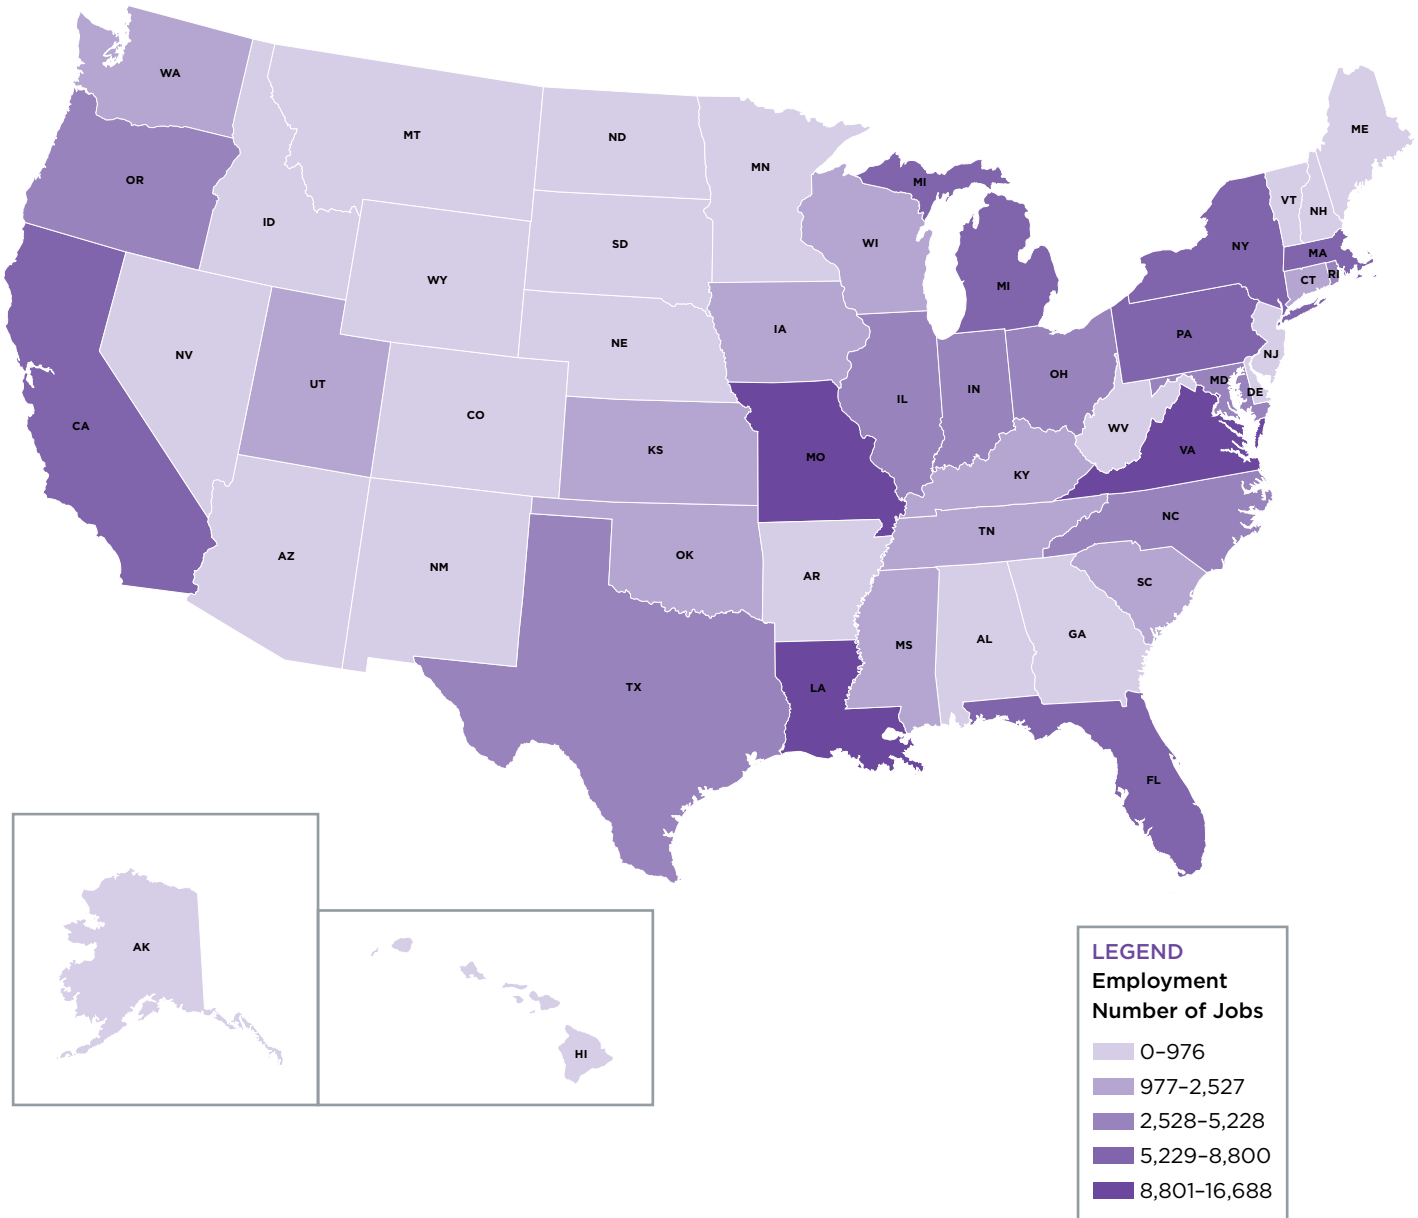 WA
MT
ND
MN
ME
OR
MI
ID
VT
NH
SD
WI
NY
MA
WY
CT
RI
MI
IA
NV
NE
PA
NJ
UT
CO
IL
IN
OH
MD
DE
CA
KS
MO
WV
VA
KY
NC
AZ
NM
OK
TN
AR
SC
MS
AL
GA
TX
LA
FL
AK
HI
LEGEND
Employment
Number of Jobs
0–976
977–2,527
2,528–5,228
5,229–8,800
8,801–16,688